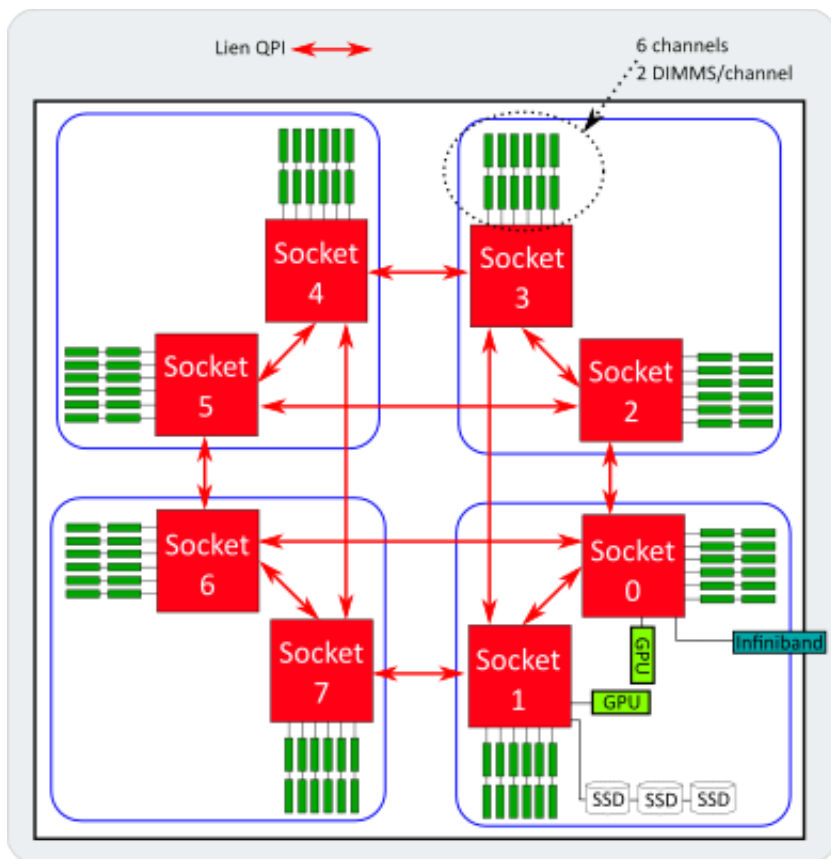 Lien QPI
6 channels
2 DIMMS/channel
Socket
4
Socket
3
Socket
5
Socket
2
Socket
6
Socket
0
Socket
7
Socket
1
GPU
Infiniband
GPU
SSD
SSD
SSD